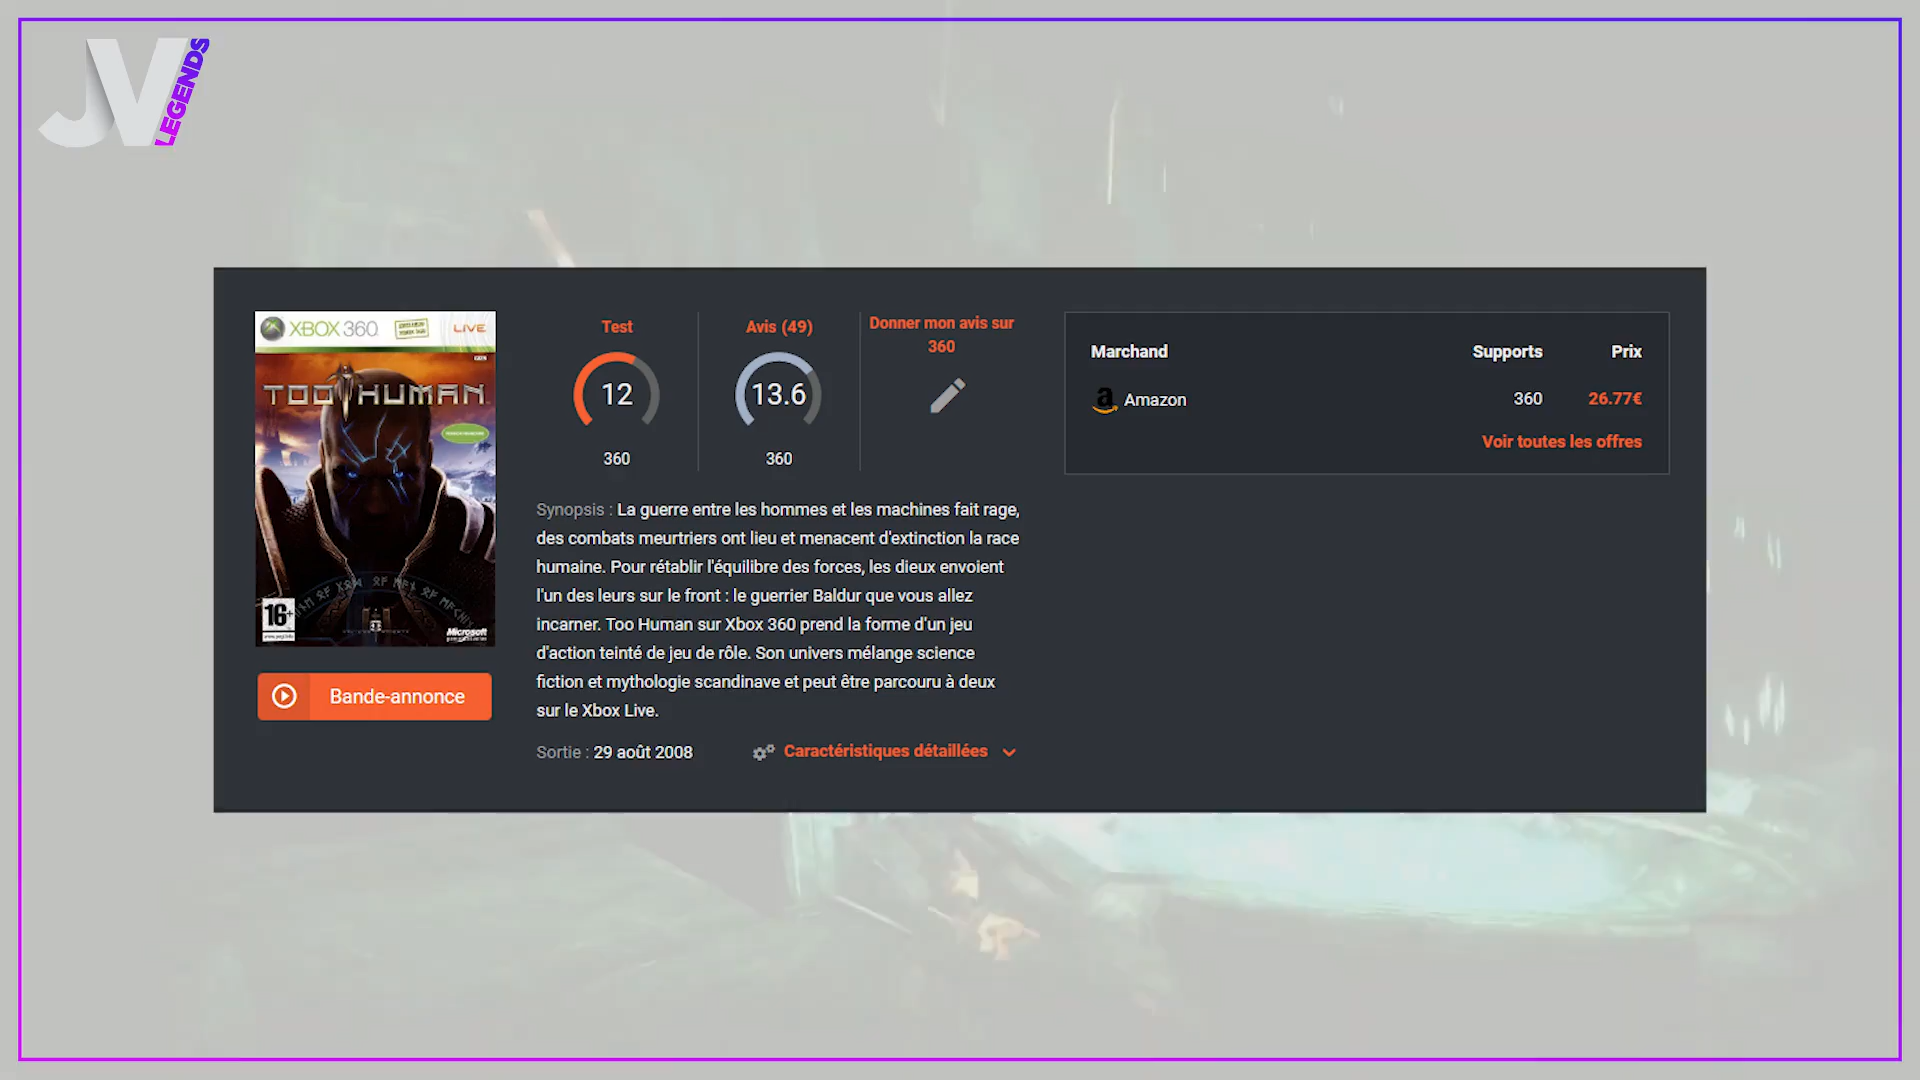 JV
LEGENDS
XBOX 360
LIVE
TOO HUMAN
16+
Microsoft
Bande-annonce
Test
12
360
Avis (49)
13.6
360
Donner mon avis sur
360
Synopsis : La guerre entre les hommes et les machines fait rage,
des combats meurtriers ont lieu et menacent d'extinction la race
humaine. Pour rétablir l'équilibre des forces, les dieux envoient
l'un des leurs sur le front : le guerrier Baldur que vous allez
incarner. Too Human sur Xbox 360 prend la forme d'un jeu
d'action teinté de jeu de rôle. Son univers mélange science
fiction et mythologie scandinave et peut être parcouru à deux
sur le Xbox Live.
Sortie : 29 août 2008
Caractéristiques détaillées
Marchand Supports Prix
Amazon 360 26.77€
Voir toutes les offres